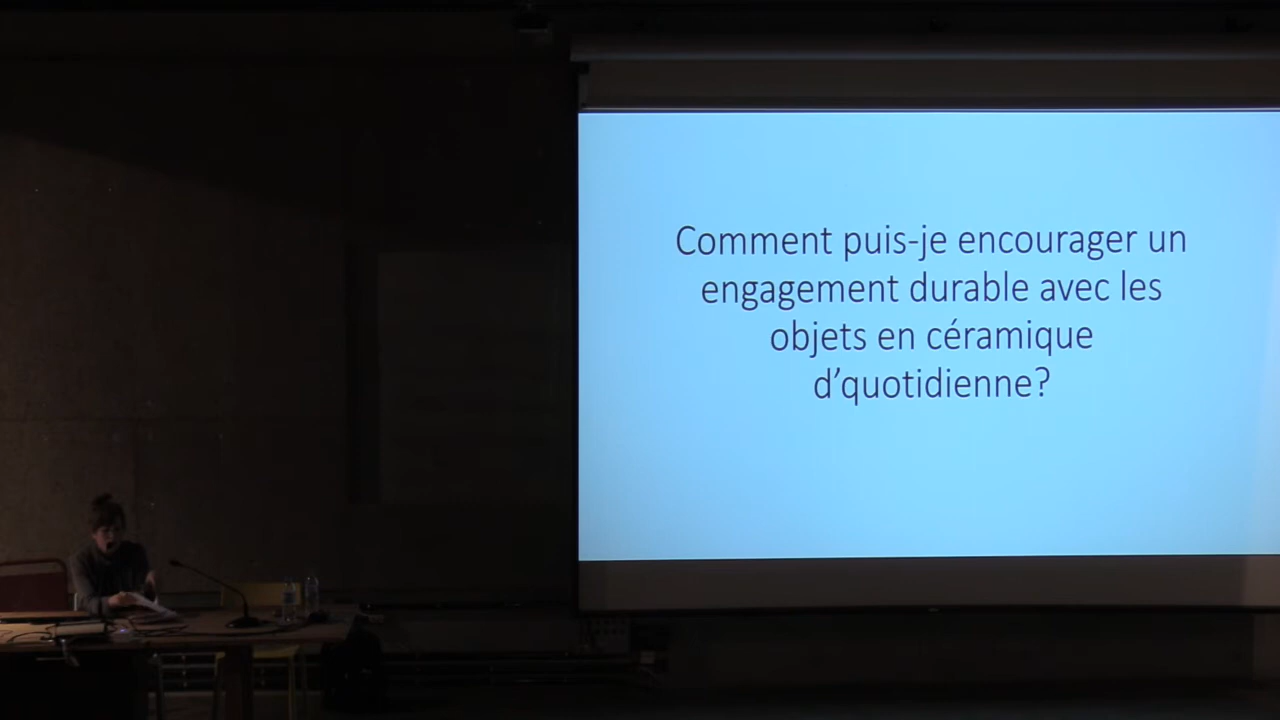 Comment puis-je encourager un
engagement durable avec les
objets en céramique
d’quotidienne?